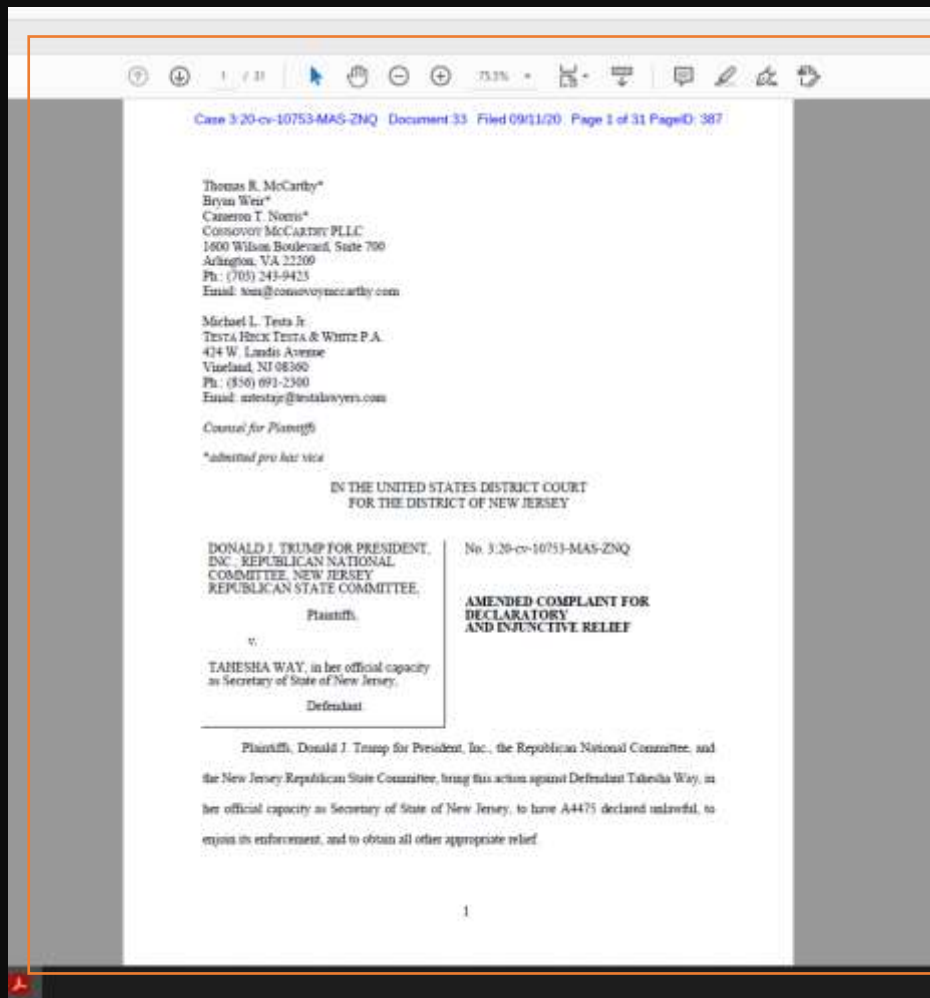 1 / 31 75.3%
Case 3:20-cv-10753-MAS-ZNQ Document 33 Filed 09/11/20 Page 1 of 31 PageID: 387
Thomas R. McCarthy*
Bryan Weir*
Cameron T. Norris*
CONSOVOY MCCARTHY PLLC
1600 Wilson Boulevard, Suite 700
Arlington, VA 22209
Ph.: (703) 243-9423
Email: tom@consovoymccarthy.com
Michael L. Testa Jr.
TESTA HECK TESTA & WHITE P.A.
424 W. Landis Avenue
Vineland, NJ 08360
Ph.: (856) 691-2300
Email: mtestajr@testalawyers.com
Counsel for Plaintiffs
*admitted pro hac vice
IN THE UNITED STATES DISTRICT COURT
FOR THE DISTRICT OF NEW JERSEY
DONALD J. TRUMP FOR PRESIDENT,
INC., REPUBLICAN NATIONAL
COMMITTEE, NEW JERSEY
REPUBLICAN STATE COMMITTEE,
Plaintiffs,
v.
TAHESHA WAY, in her official capacity
as Secretary of State of New Jersey,
Defendant.
No. 3:20-cv-10753-MAS-ZNQ
AMENDED COMPLAINT FOR
DECLARATORY
AND INJUNCTIVE RELIEF
Plaintiffs, Donald J. Trump for President, Inc., the Republican National Committee, and
the New Jersey Republican State Committee, bring this action against Defendant Tahesha Way, in
her official capacity as Secretary of State of New Jersey, to have A4475 declared unlawful, to
enjoin its enforcement, and to obtain all other appropriate relief.
1